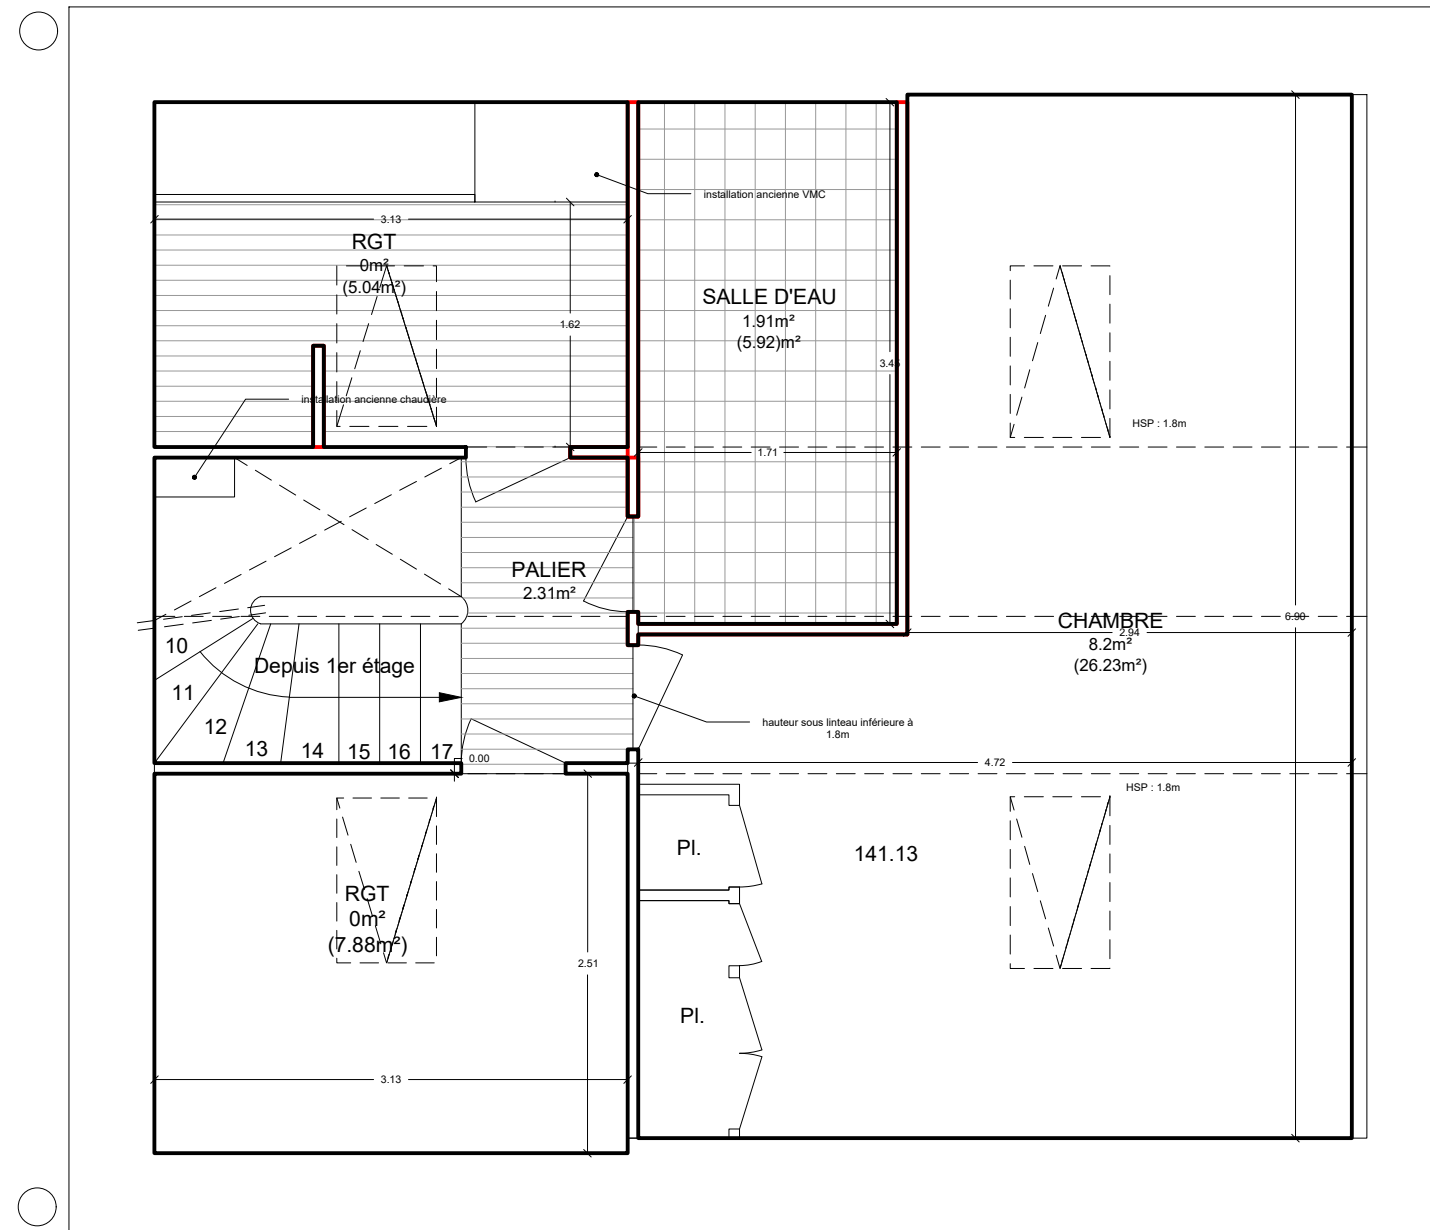 installation ancienne VMC
3.13
RGT
0m²
(5.04m²)
1.62
SALLE D'EAU
1.91m²
(5.92)m²
3.45
installation ancienne chaudière
HSP : 1.8m
1.71
PALIER
2.31m²
CHAMBRE
2.94
8.2m²
(26.23m²)
6.90
10
Depuis 1er étage
11
12
13
14
15
16
17
0.00
hauteur sous linteau inférieure à
1.8m
4.72
HSP : 1.8m
Pl.
141.13
RGT
0m²
(7.88m²)
2.51
Pl.
3.13